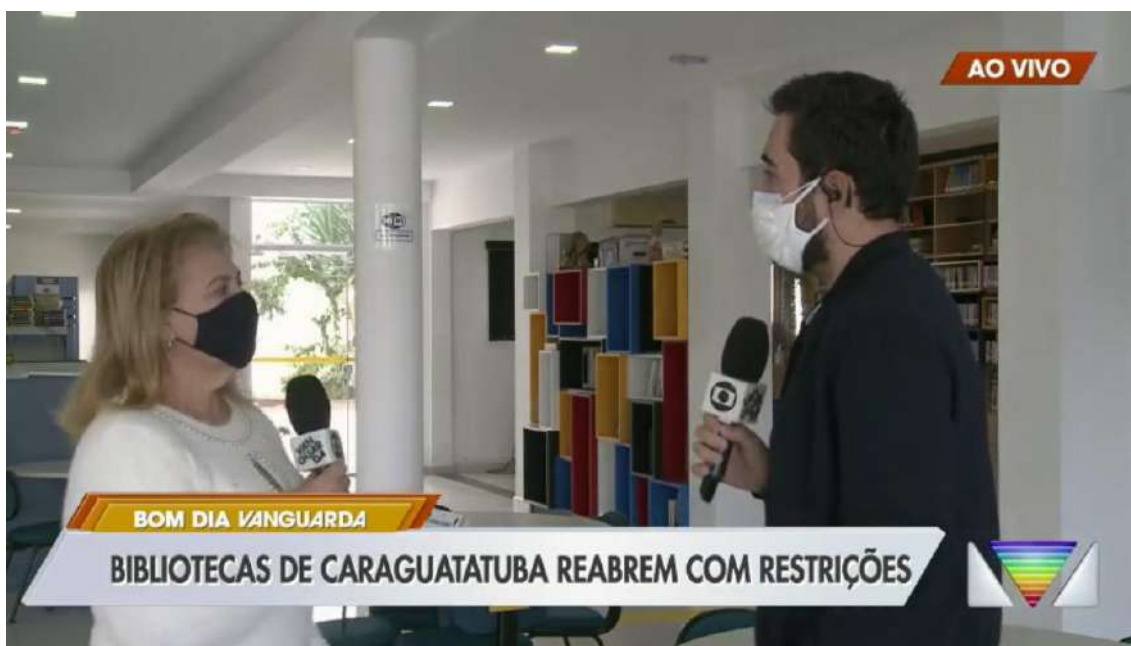 AO VIVO
BOM DIA VANGUARDA
BIBLIOTECAS DE CARAGUATATUBA REABREM COM RESTRIÇÕES